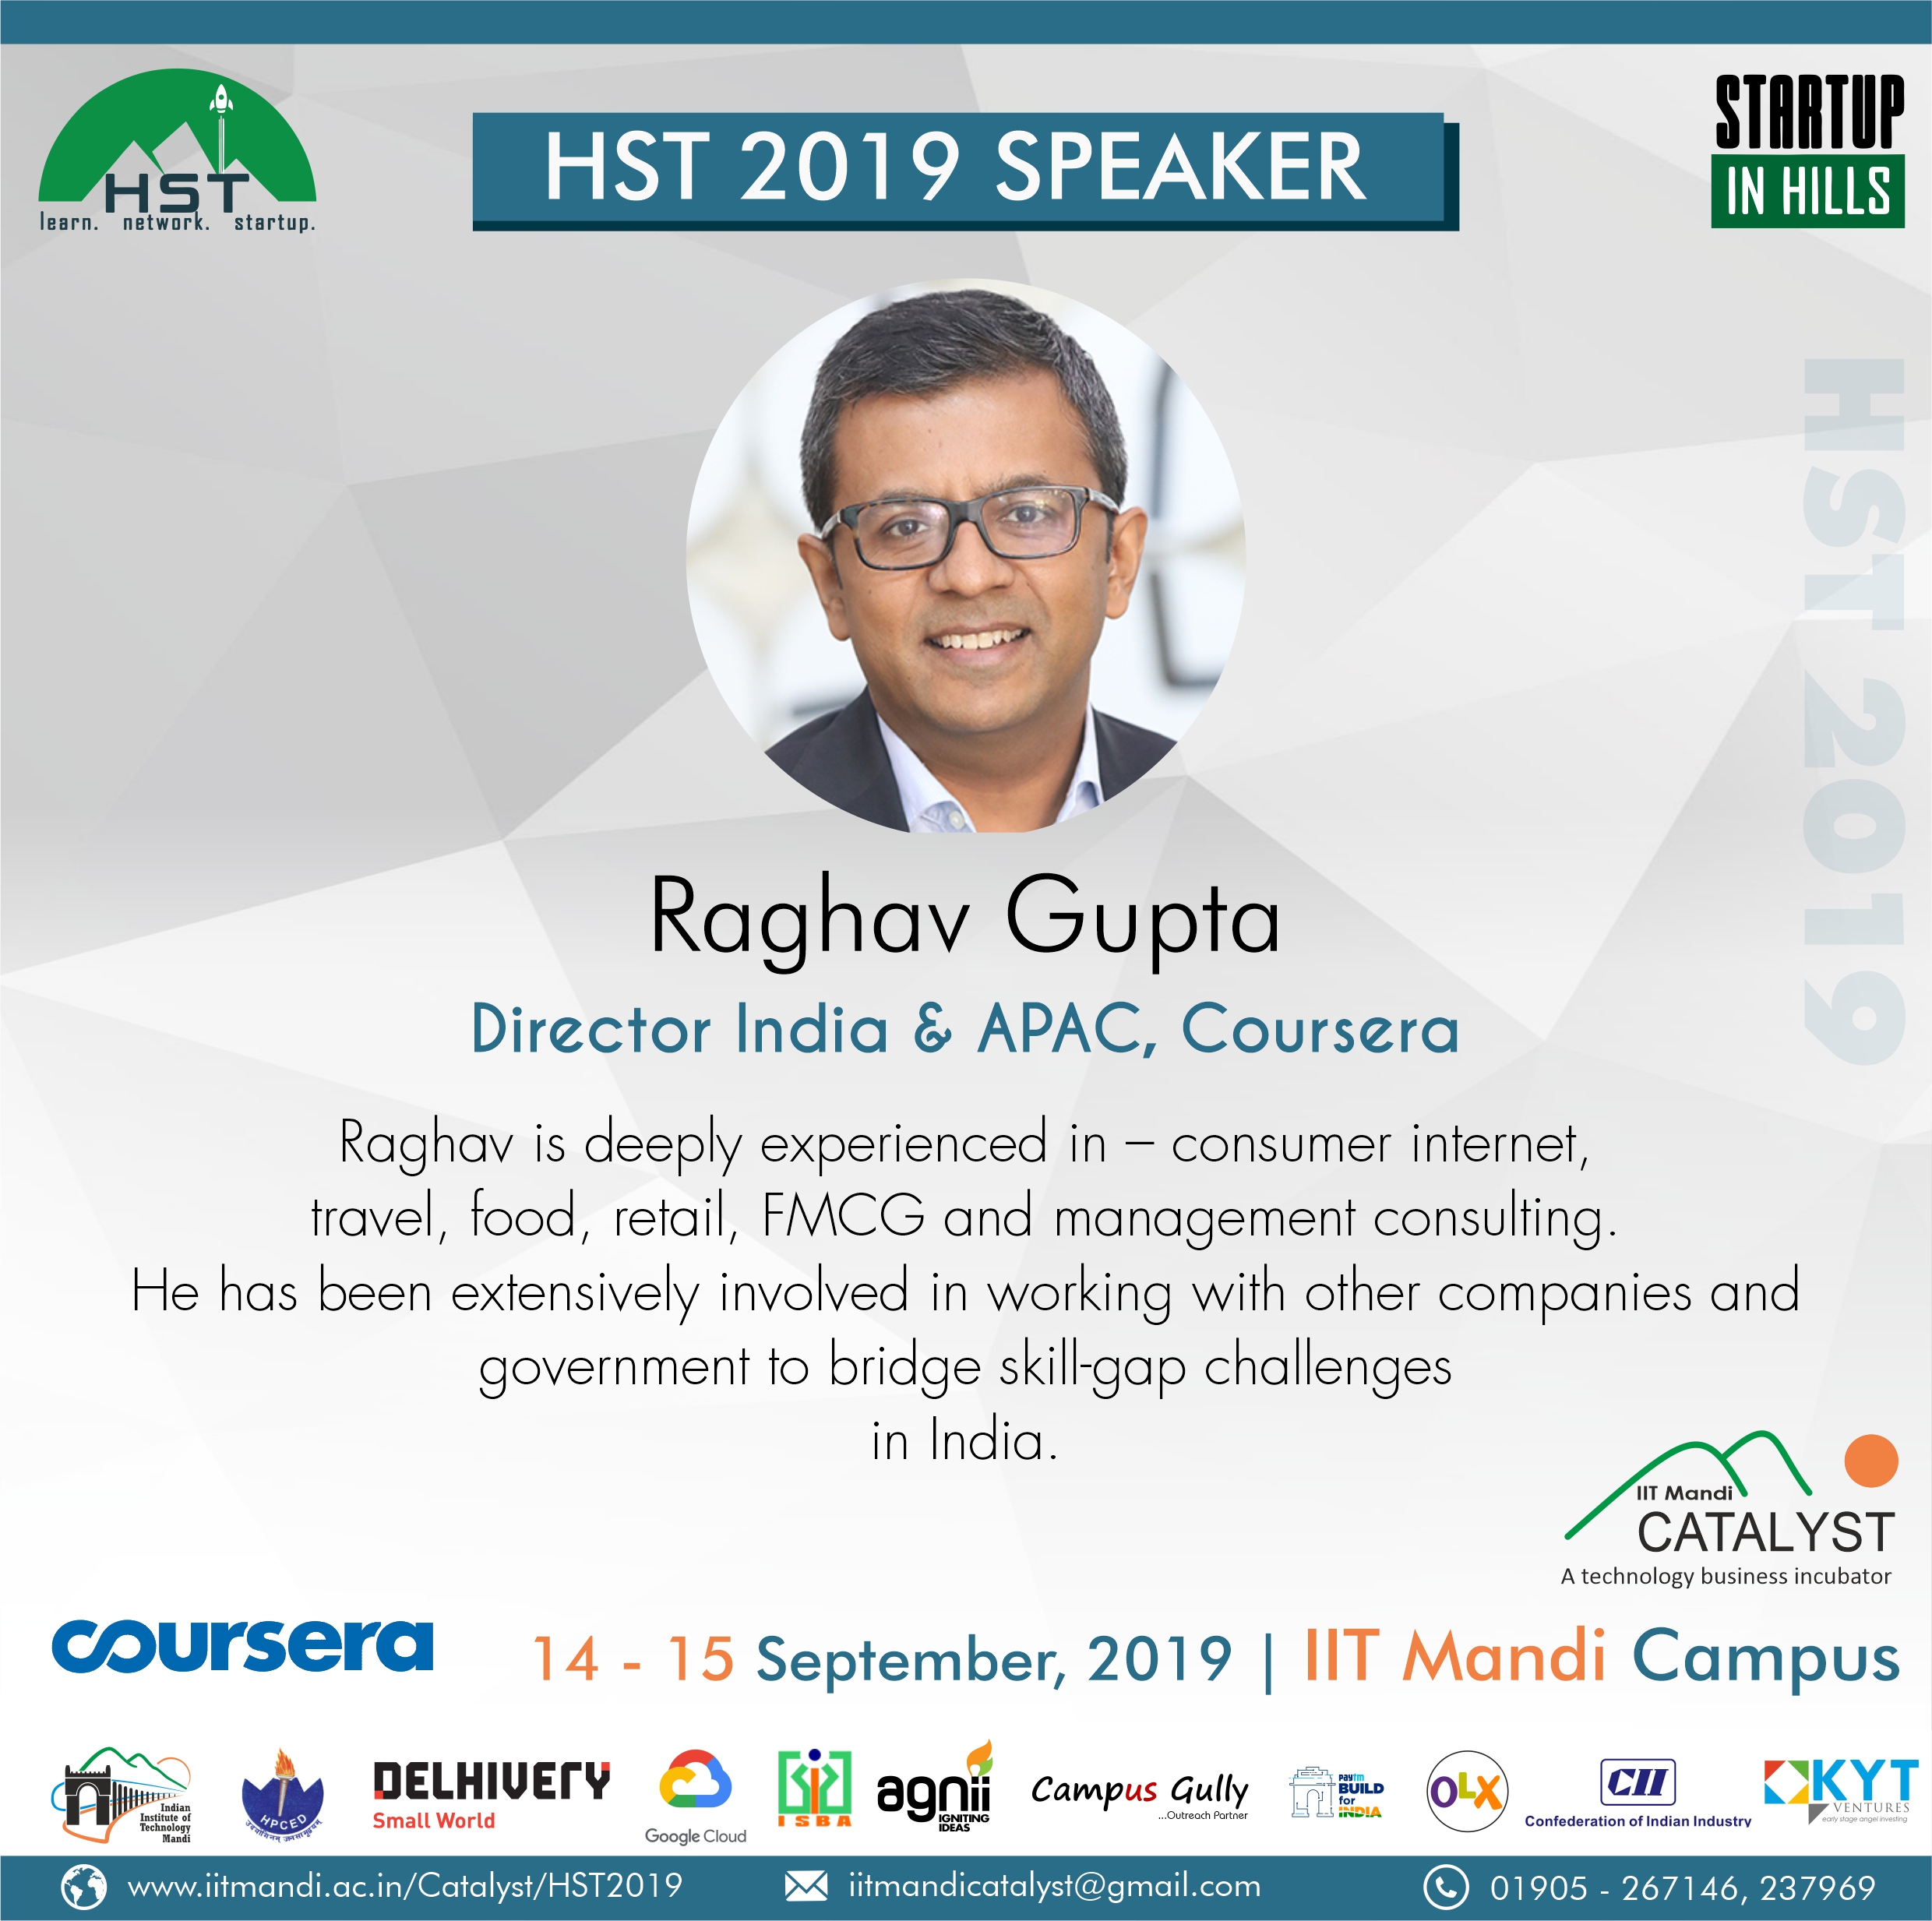 HST
learn. network. startup.
HST 2019 SPEAKER
STARTUP
IN HILLS
HST 2019
Raghav Gupta
Director India & APAC, Coursera
Raghav is deeply experienced in – consumer internet,
travel, food, retail, FMCG and management consulting.
He has been extensively involved in working with other companies and
government to bridge skill-gap challenges
in India.
IIT Mandi
CATALYST
A technology business incubator
coursera
14 - 15 September, 2019 | IIT Mandi Campus
Indian
Institute of
Technology
Mandi
HPCED
DELHIVERY
Small World
Google Cloud
ISBA
agnii
IGNITING
IDEAS
Campus Gully
...Outreach Partner
paytm
BUILD
for
INDIA
OLX
CII
Confederation of Indian Industry
KYT
VENTURES
early stage angel investing
www.iitmandi.ac.in/Catalyst/HST2019
iitmandicatalyst@gmail.com
01905 - 267146, 237969